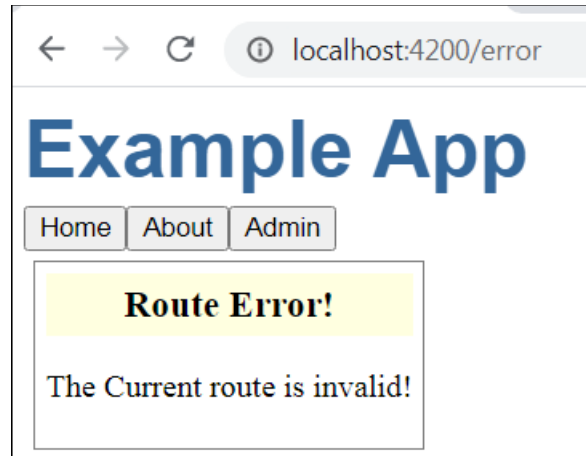 localhost:4200/error
Example App
Home About Admin
Route Error!
The Current route is invalid!